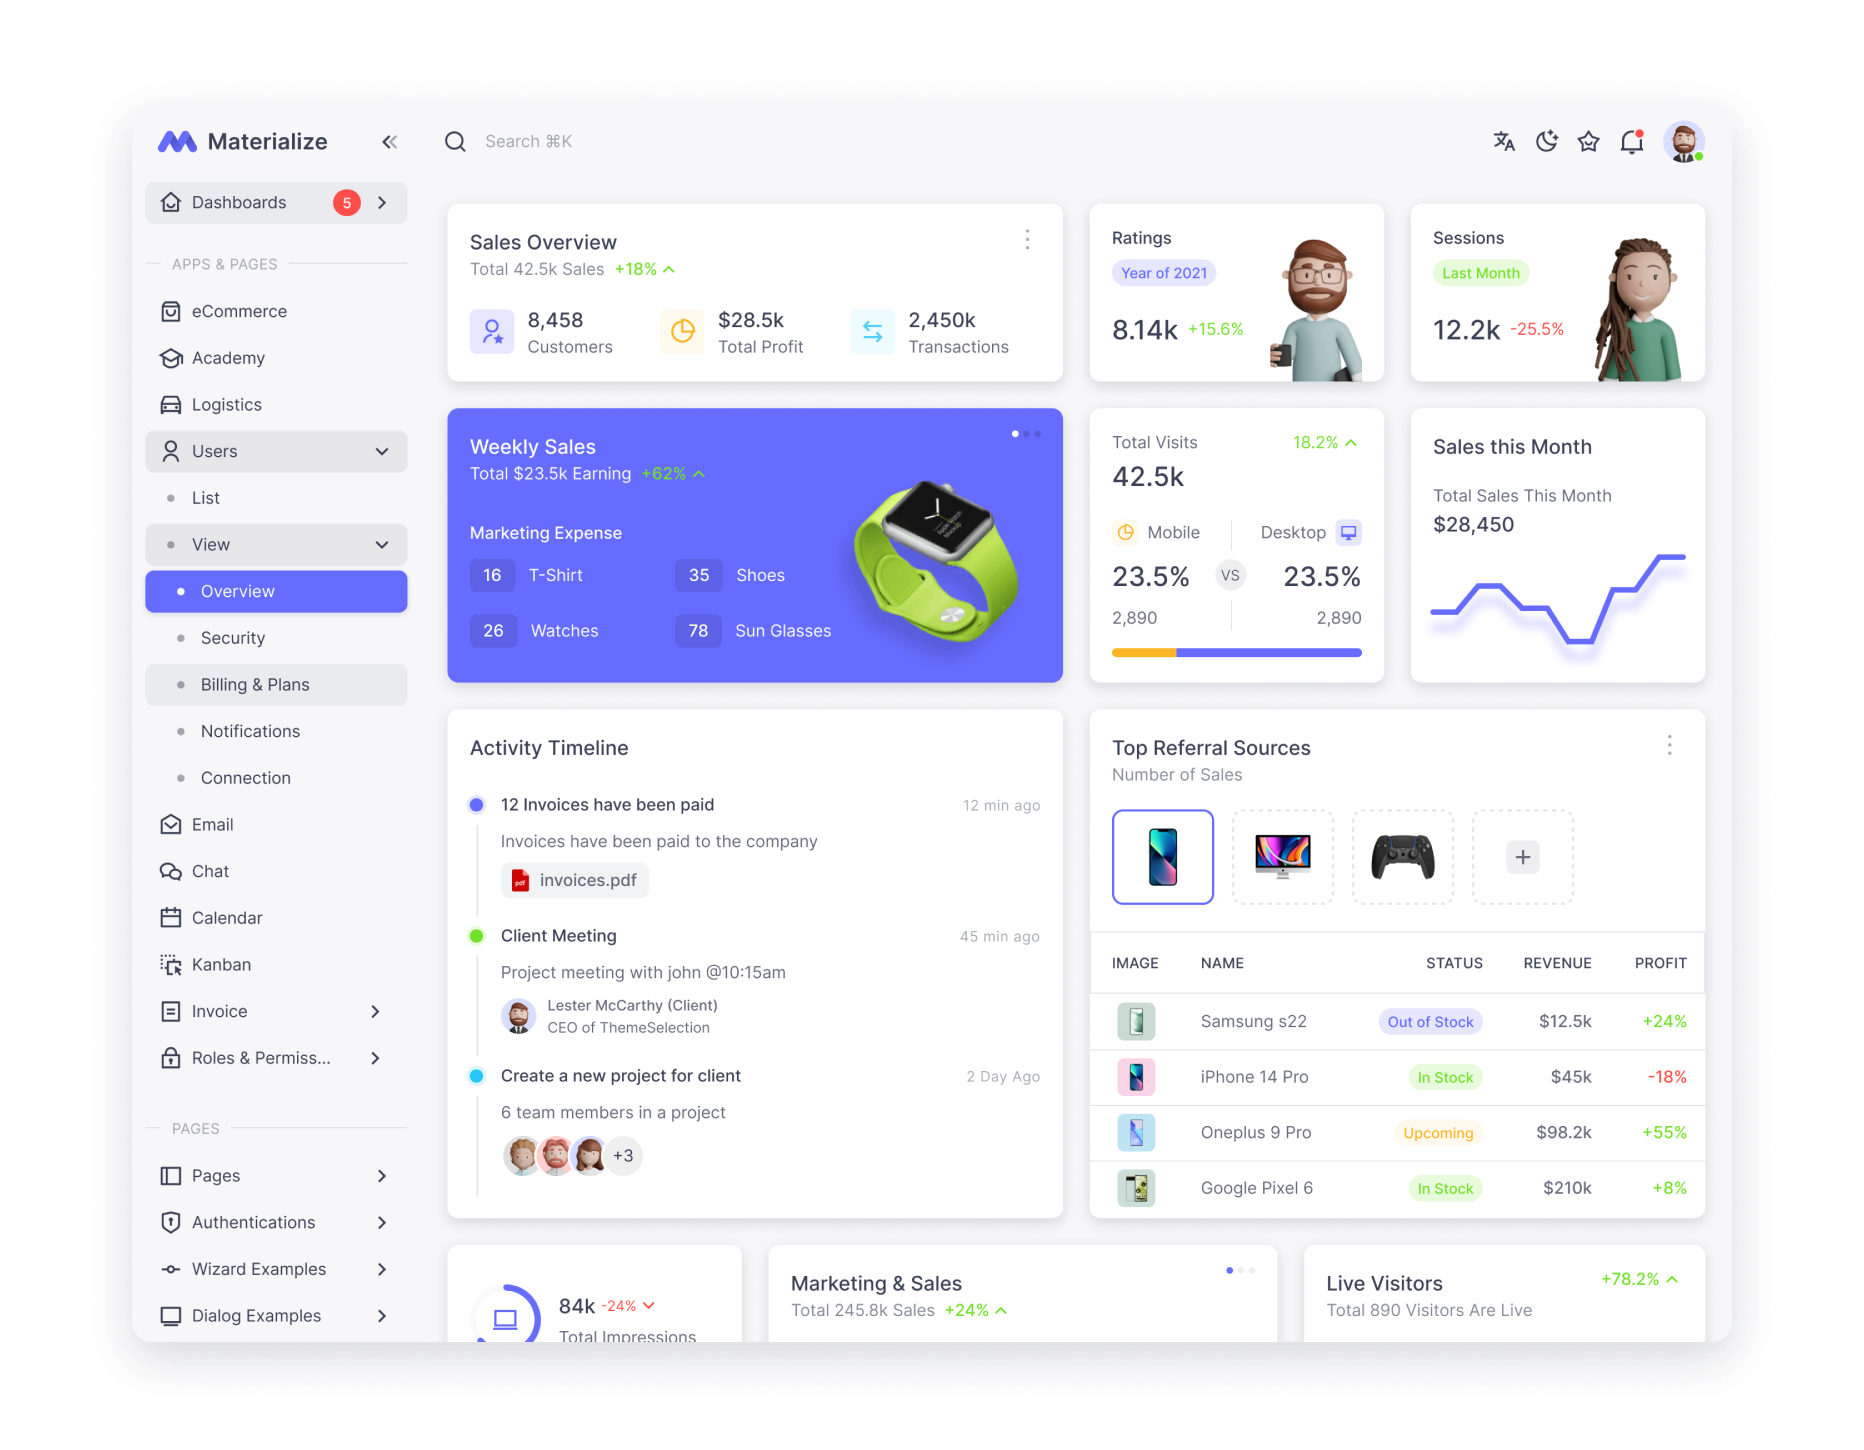 Materialize
Search ⌘K
Dashboards 5
APPS & PAGES
eCommerce
Academy
Logistics
Users
List
View
Overview
Security
Billing & Plans
Notifications
Connection
Email
Chat
Calendar
Kanban
Invoice
Roles & Permiss...
PAGES
Pages
Authentications
Wizard Examples
Dialog Examples
Sales Overview
Total 42.5k Sales +18%
8,458
Customers
$28.5k
Total Profit
2,450k
Transactions
Ratings
Year of 2021
8.14k +15.6%
Sessions
Last Month
12.2k -25.5%
Weekly Sales
Total $23.5k Earning +62%
Marketing Expense
16 T-Shirt
35 Shoes
26 Watches
78 Sun Glasses
Apple Watch
Mockup
Total Visits 18.2%
42.5k
Mobile Desktop
23.5% VS 23.5%
2,890 2,890
Sales this Month
Total Sales This Month
$28,450
Activity Timeline
12 Invoices have been paid 12 min ago
Invoices have been paid to the company
pdf invoices.pdf
Client Meeting 45 min ago
Project meeting with john @10:15am
Lester McCarthy (Client)
CEO of ThemeSelection
Create a new project for client 2 Day Ago
6 team members in a project
+3
Top Referral Sources
Number of Sales
IMAGE NAME STATUS REVENUE PROFIT
Samsung s22 Out of Stock $12.5k +24%
iPhone 14 Pro In Stock $45k -18%
Oneplus 9 Pro Upcoming $98.2k +55%
Google Pixel 6 In Stock $210k +8%
84k -24%
Total Impressions
Marketing & Sales
Total 245.8k Sales +24%
Live Visitors +78.2%
Total 890 Visitors Are Live